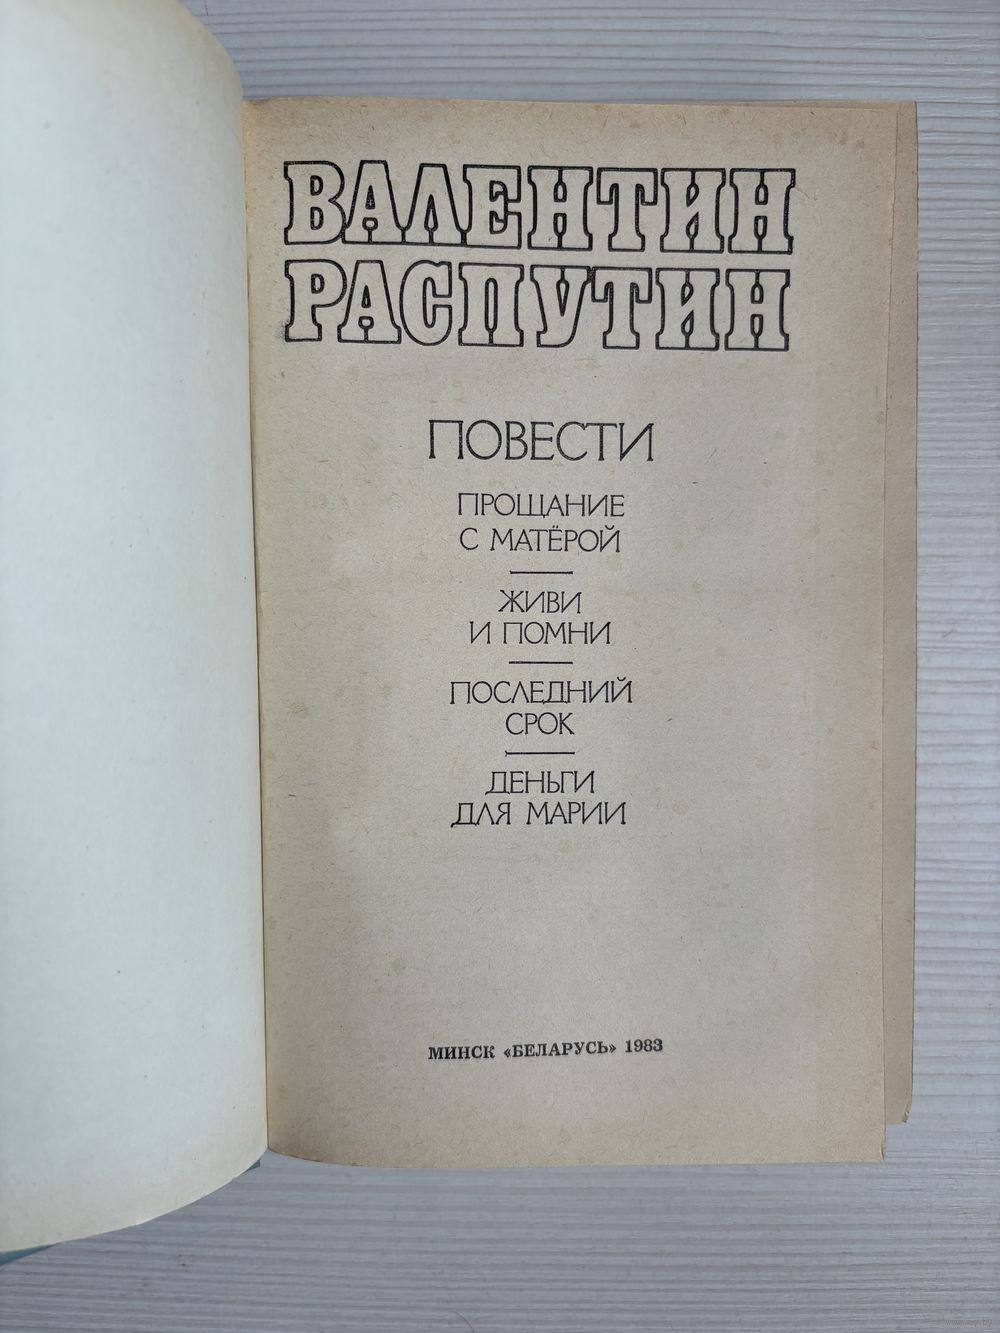 ВАЛЕНТИН
РАСПУТИН
ПОВЕСТИ
ПРОЩАНИЕ
С МАТЁРОЙ
ЖИВИ
И ПОМНИ
ПОСЛЕДНИЙ
СРОК
ДЕНЬГИ
ДЛЯ МАРИИ
МИНСК «БЕЛАРУСЬ» 1983